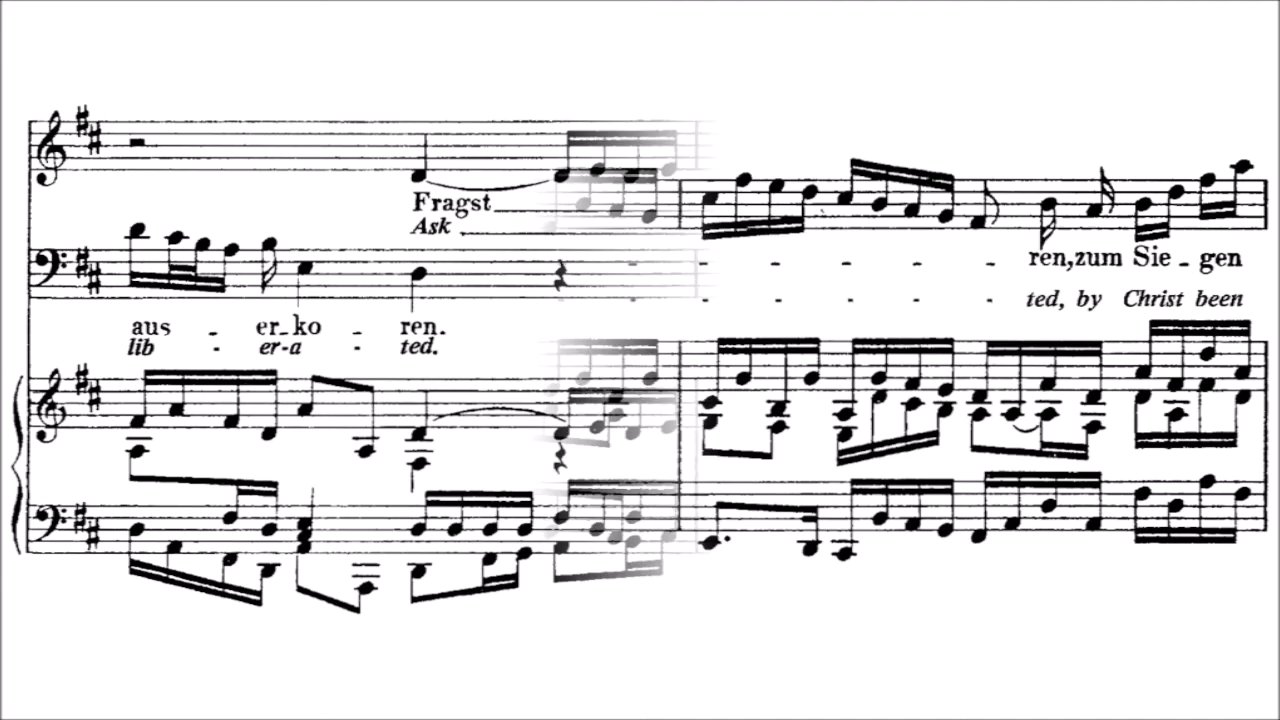 Fragst
Ask
ren, zum Sie - gen
ted, by Christ been
aus - er - ko - ren.
lib - er-a - ted.